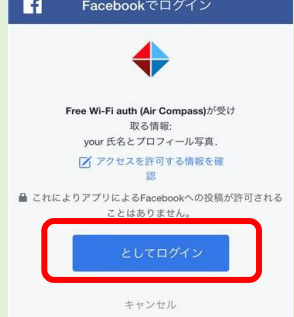 f Facebookでログイン
Free Wi-Fi auth (Air Compass)が受け
取る情報:
your 氏名とプロフィール写真.
アクセスを許可する情報を確
認
これによりアプリによるFacebookへの投稿が許可される
ことはありません。
としてログイン
キャンセル